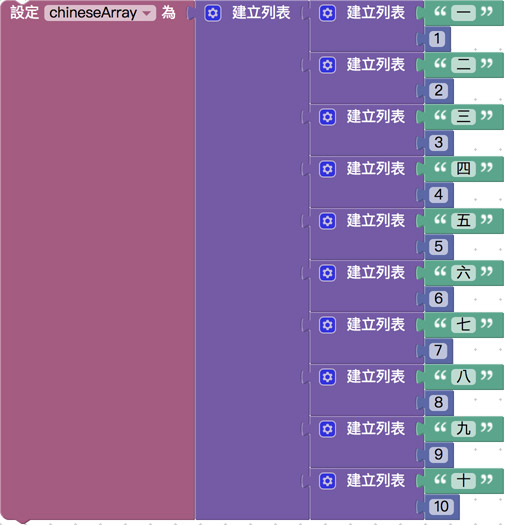 設定 chineseArray 為 建立列表 建立列表 “ 一 ”
1
建立列表 “ 二 ”
2
建立列表 “ 三 ”
3
建立列表 “ 四 ”
4
建立列表 “ 五 ”
5
建立列表 “ 六 ”
6
建立列表 “ 七 ”
7
建立列表 “ 八 ”
8
建立列表 “ 九 ”
9
建立列表 “ 十 ”
10